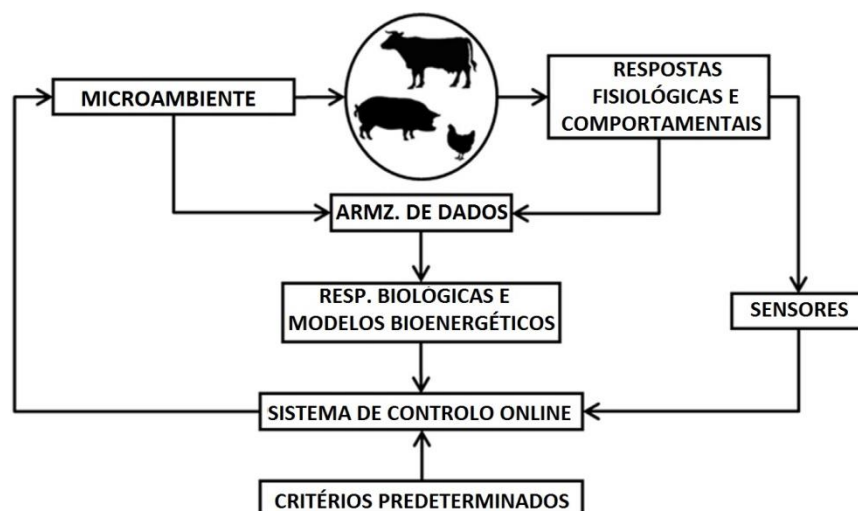 MICROAMBIENTE
RESPOSTAS
FISIOLÓGICAS E
COMPORTAMENTAIS
ARMZ. DE DADOS
RESP. BIOLÓGICAS E
MODELOS BIOENERGÉTICOS
SENSORES
SISTEMA DE CONTROLO ONLINE
CRITÉRIOS PREDETERMINADOS